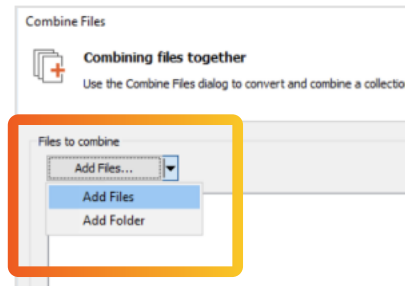 Combine Files
Combining files together
Use the Combine Files dialog to convert and combine a collectio
Files to combine
Add Files...
Add Files
Add Folder